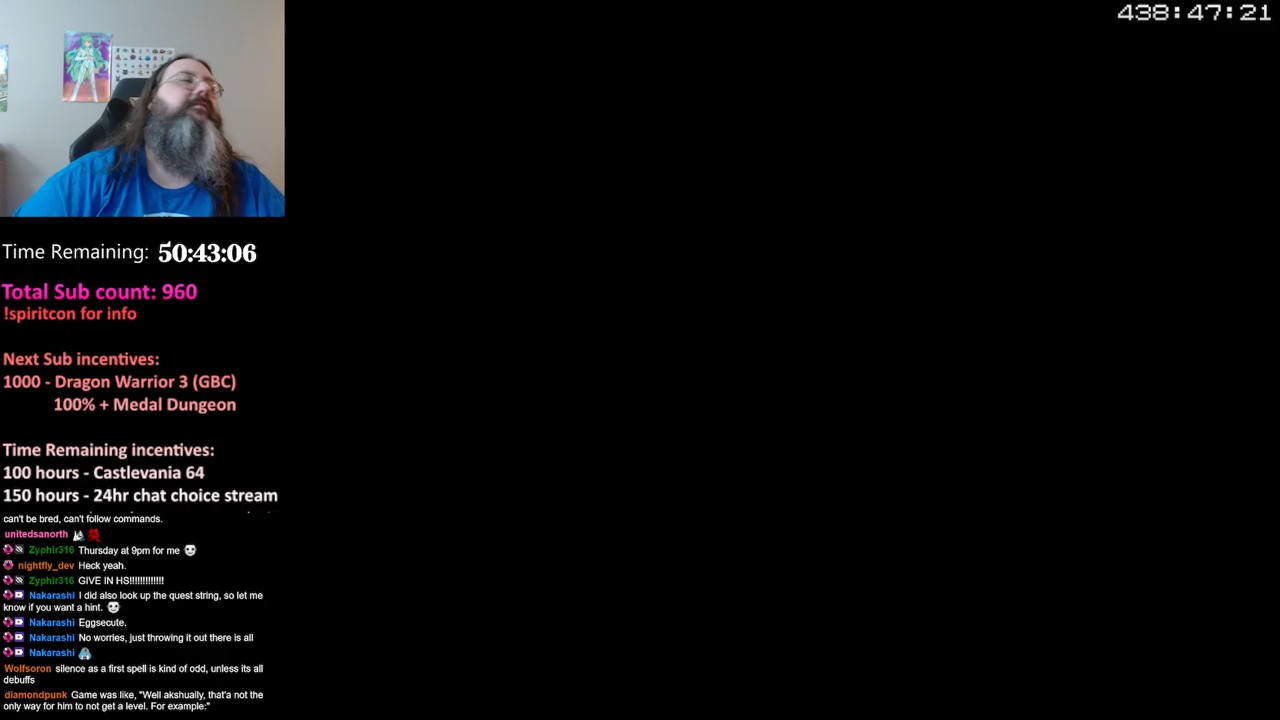 438:47:21
Time Remaining: 50:43:06
Total Sub count: 960
!spiritcon for info
Next Sub incentives:
1000 - Dragon Warrior 3 (GBC)
100% + Medal Dungeon
Time Remaining incentives:
100 hours - Castlevania 64
150 hours - 24hr chat choice stream
can't be bred, can't follow commands.
unitedsanorth
Zyphir316 Thursday at 9pm for me
nightfly_dev Heck yeah.
Zyphir316 GIVE IN HS!!!!!!!!!!!!!
Nakarashi I did also look up the quest string, so let me
know if you want a hint.
Nakarashi Eggsecute.
Nakarashi No worries, just throwing it out there is all
Nakarashi
Wolfsoron silence as a first spell is kind of odd, unless its all
debuffs
diamondpunk Game was like, "Well akshually, that'a not the
only way for him to not get a level. For example:"